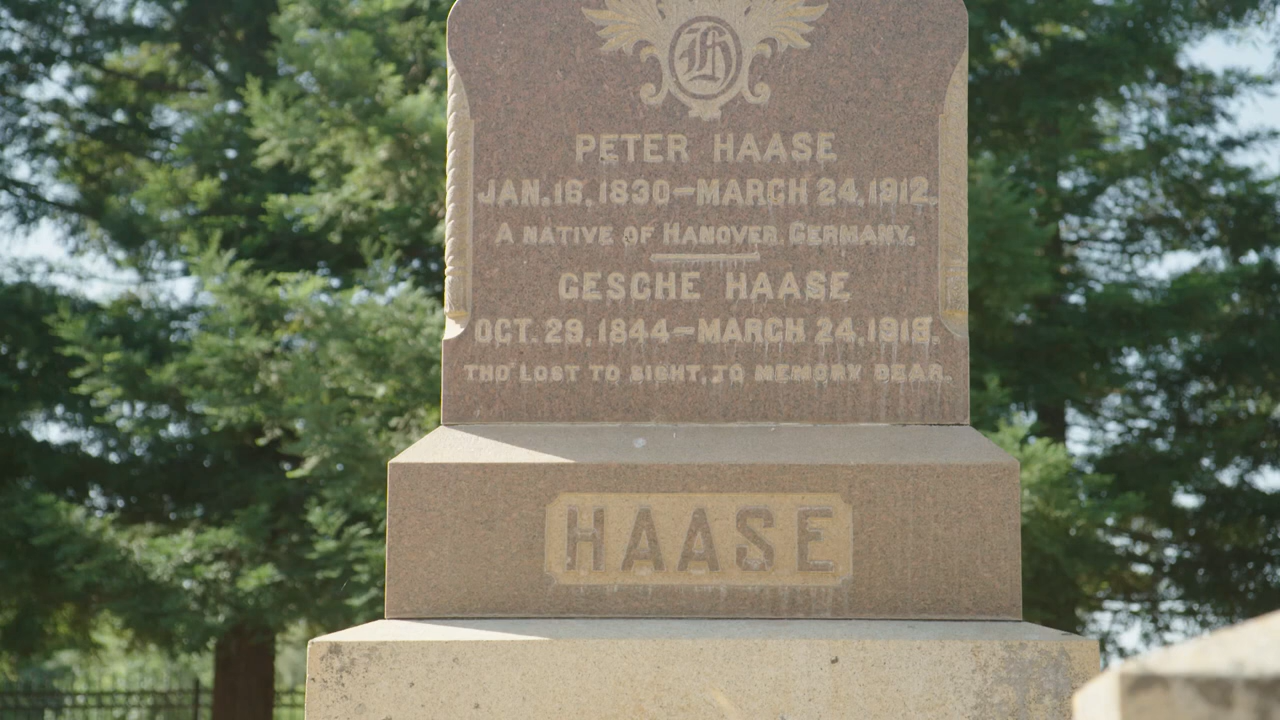 H
PETER HAASE
JAN. 16, 1830–MARCH 24, 1912.
A NATIVE OF HANOVER GERMANY.
GESCHE HAASE
OCT. 29, 1844–MARCH 24,
THO' LOST TO SIGHT, TO MEMORY DEAR.
HAASE